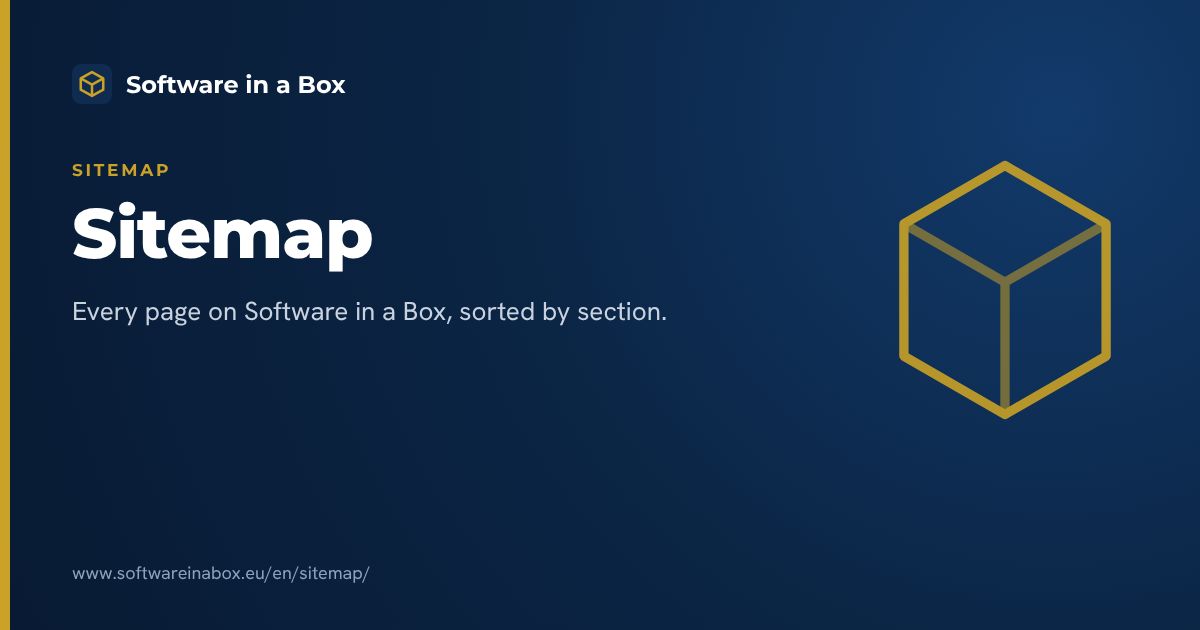 Software in a Box
SITEMAP
Sitemap
Every page on Software in a Box, sorted by section.
www.softwareinabox.eu/en/sitemap/